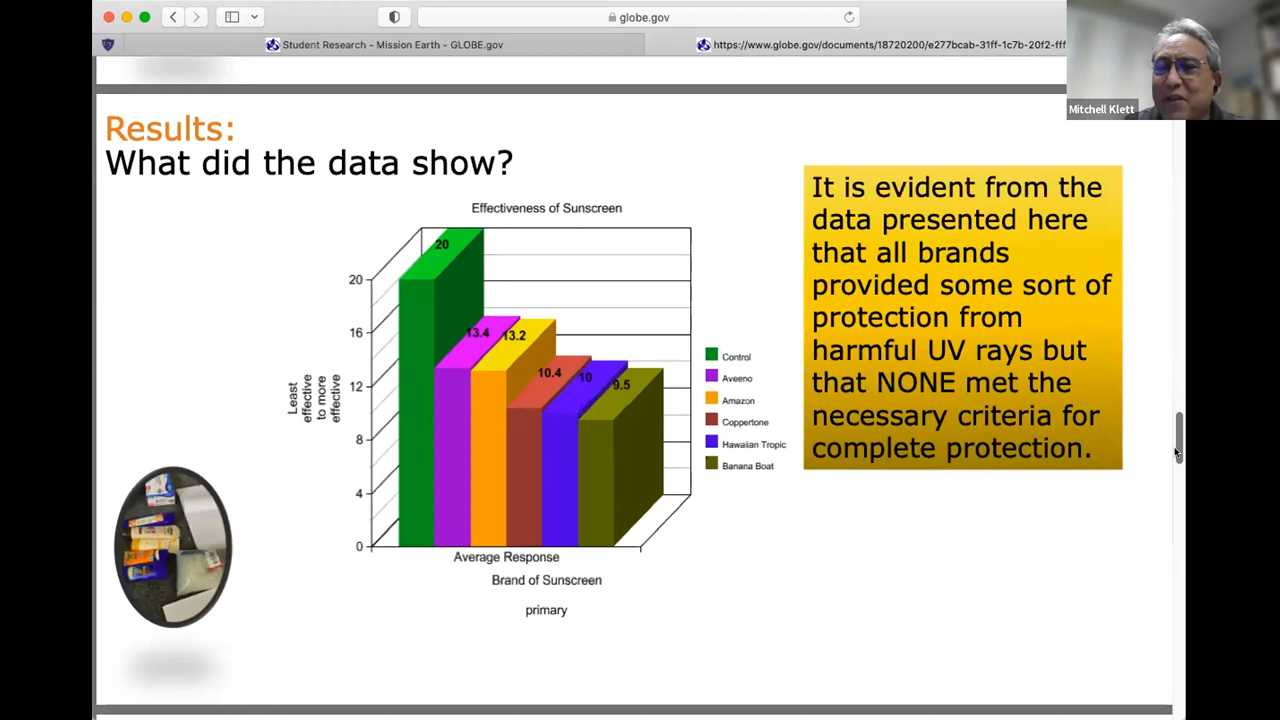 globe.gov
Student Research - Mission Earth - GLOBE.gov
https://www.globe.gov/documents/18720200/e277bcab-31ff-1c7b-20f2-fff
Mitchell Klett
Results:
What did the data show?
Effectiveness of Sunscreen
20
13.4
13.2
10.4
10
9.5
20
16
12
8
4
0
Least
effective
to more
effective
Average Response
Brand of Sunscreen
primary
Control
Aveeno
Amazon
Coppertone
Hawaiian Tropic
Banana Boat
It is evident from the
data presented here
that all brands
provided some sort of
protection from
harmful UV rays but
that NONE met the
necessary criteria for
complete protection.